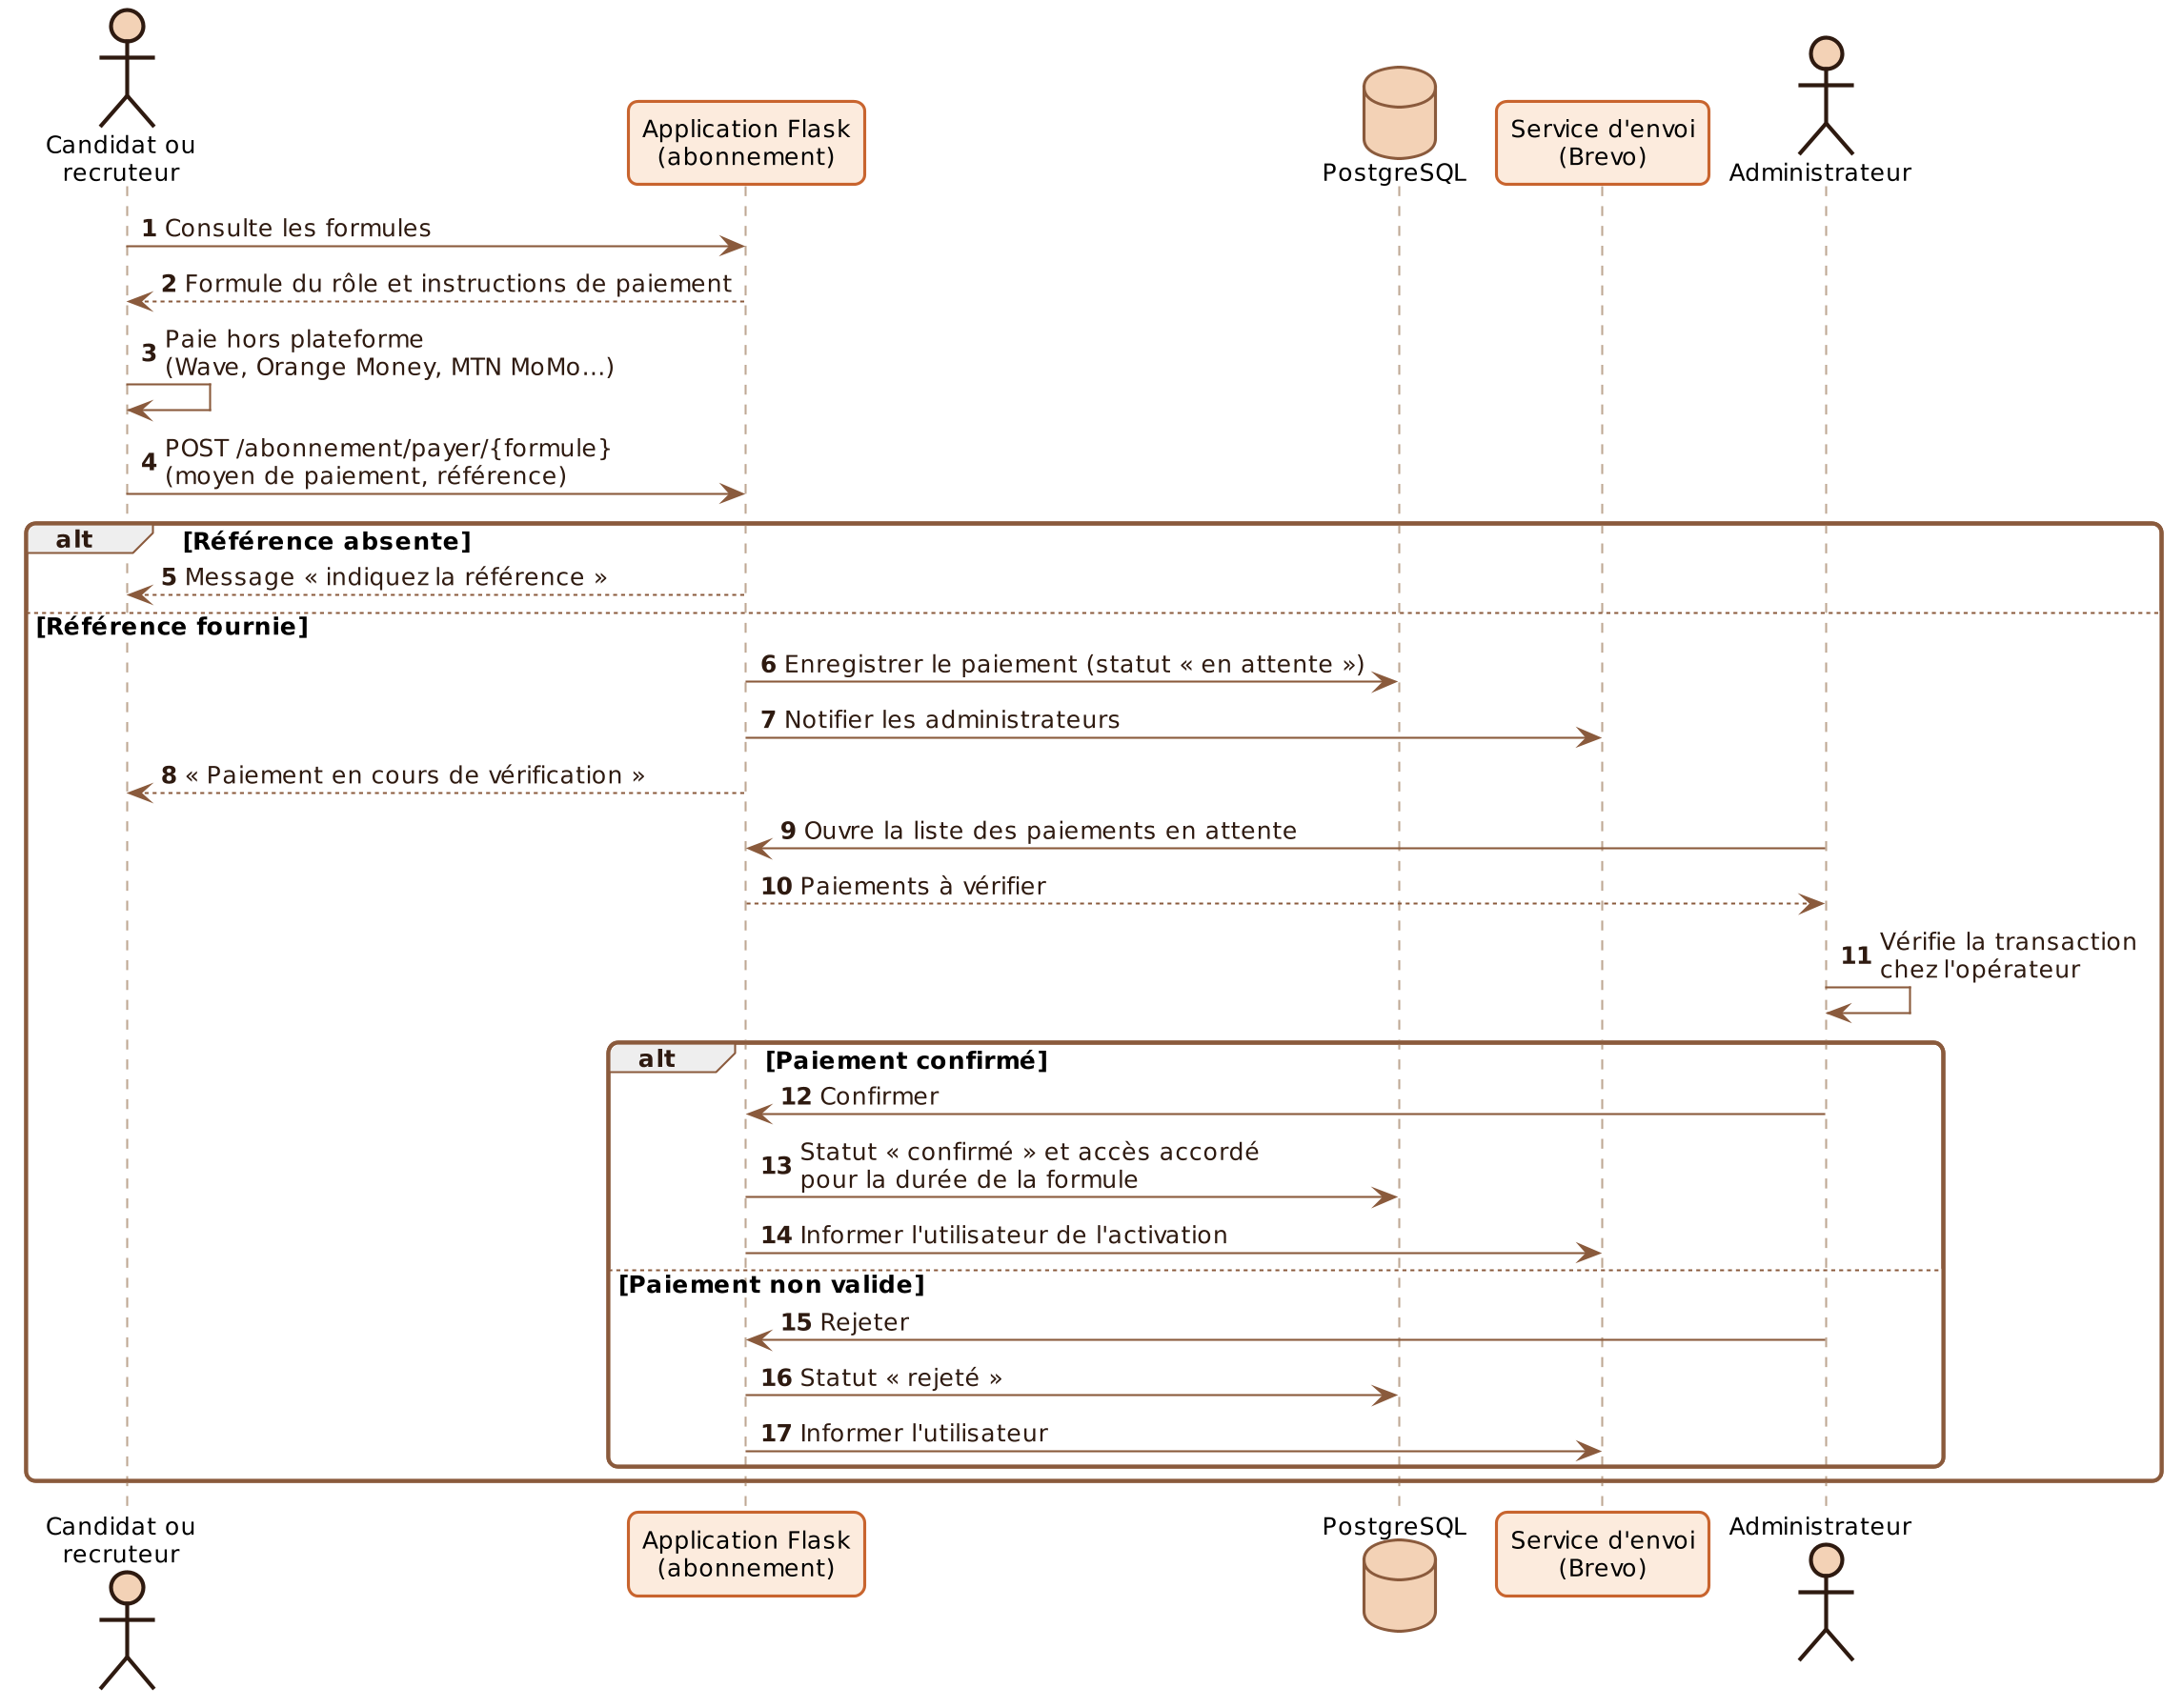 Candidat ou
recruteur
Application Flask
(abonnement)
PostgreSQL
Service d'envoi
(Brevo)
Administrateur
1 Consulte les formules
2 Formule du rôle et instructions de paiement
3 Paie hors plateforme
(Wave, Orange Money, MTN MoMo...)
4 POST /abonnement/payer/{formule}
(moyen de paiement, référence)
alt [Référence absente]
5 Message « indiquez la référence »
[Référence fournie]
6 Enregistrer le paiement (statut « en attente »)
7 Notifier les administrateurs
8 « Paiement en cours de vérification »
9 Ouvre la liste des paiements en attente
10 Paiements à vérifier
11 Vérifie la transaction
chez l'opérateur
alt [Paiement confirmé]
12 Confirmer
13 Statut « confirmé » et accès accordé
pour la durée de la formule
14 Informer l'utilisateur de l'activation
[Paiement non valide]
15 Rejeter
16 Statut « rejeté »
17 Informer l'utilisateur
Candidat ou
recruteur
Application Flask
(abonnement)
PostgreSQL
Service d'envoi
(Brevo)
Administrateur